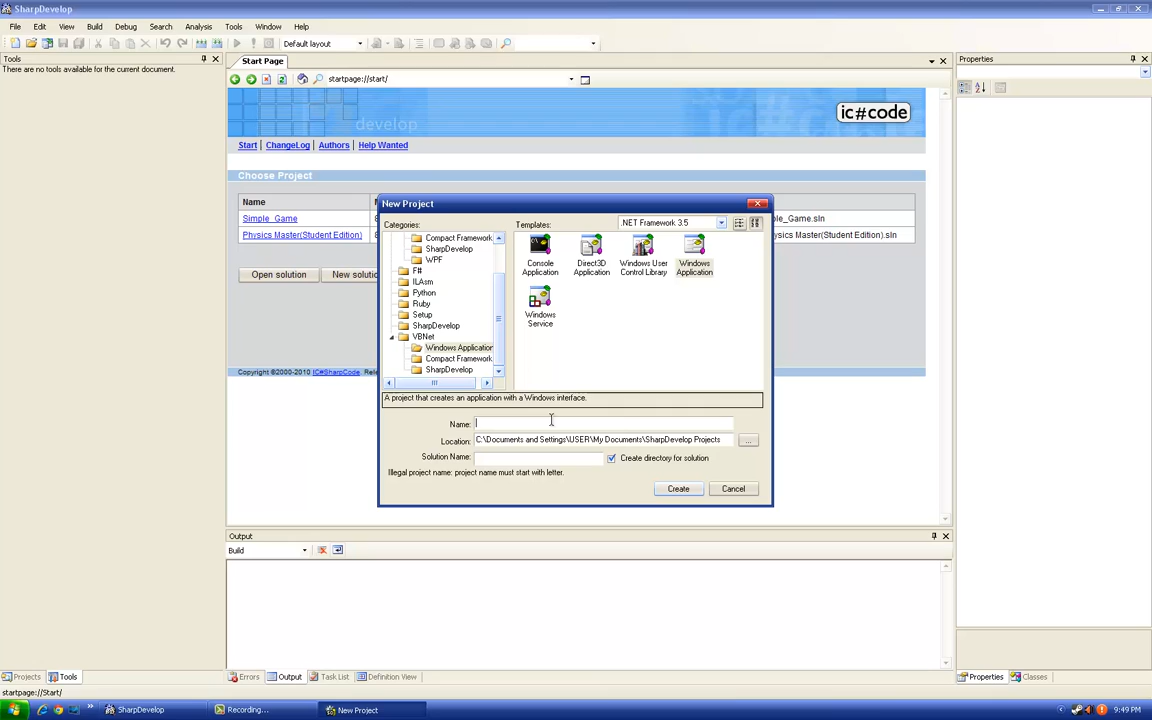 SharpDevelop
File Edit View Build Debug Search Analysis Tools Window Help
Default layout
Tools
There are no tools available for the current document.
Start Page
startpage://start/
develop
ic#code
Start ChangeLog Authors Help Wanted
Choose Project
Name
Simple_Game
Simple_Game.sln
Physics Master(Student Edition)
ysics Master(Student Edition).sln
Open solution
New solutio
Copyright ©2000-2010 IC#SharpCode
New Project
Categories:
Templates:
.NET Framework 3.5
Compact Framework
SharpDevelop
WPF
F#
ILAsm
Python
Ruby
Setup
SharpDevelop
VBNet
Windows Application
Compact Framework
SharpDevelop
Console Application
Direct3D Application
Windows User Control Library
Windows Application
Windows Service
A project that creates an application with a Windows interface.
Name:
Location: C:\Documents and Settings\USER\My Documents\SharpDevelop Projects ...
Solution Name:
Create directory for solution
Illegal project name: project name must start with letter.
Create
Cancel
Properties
Output
Build
Projects Tools
Errors Output Task List Definition View
Properties Classes
startpage://Start/
start
SharpDevelop
Recording...
New Project
9:49 PM